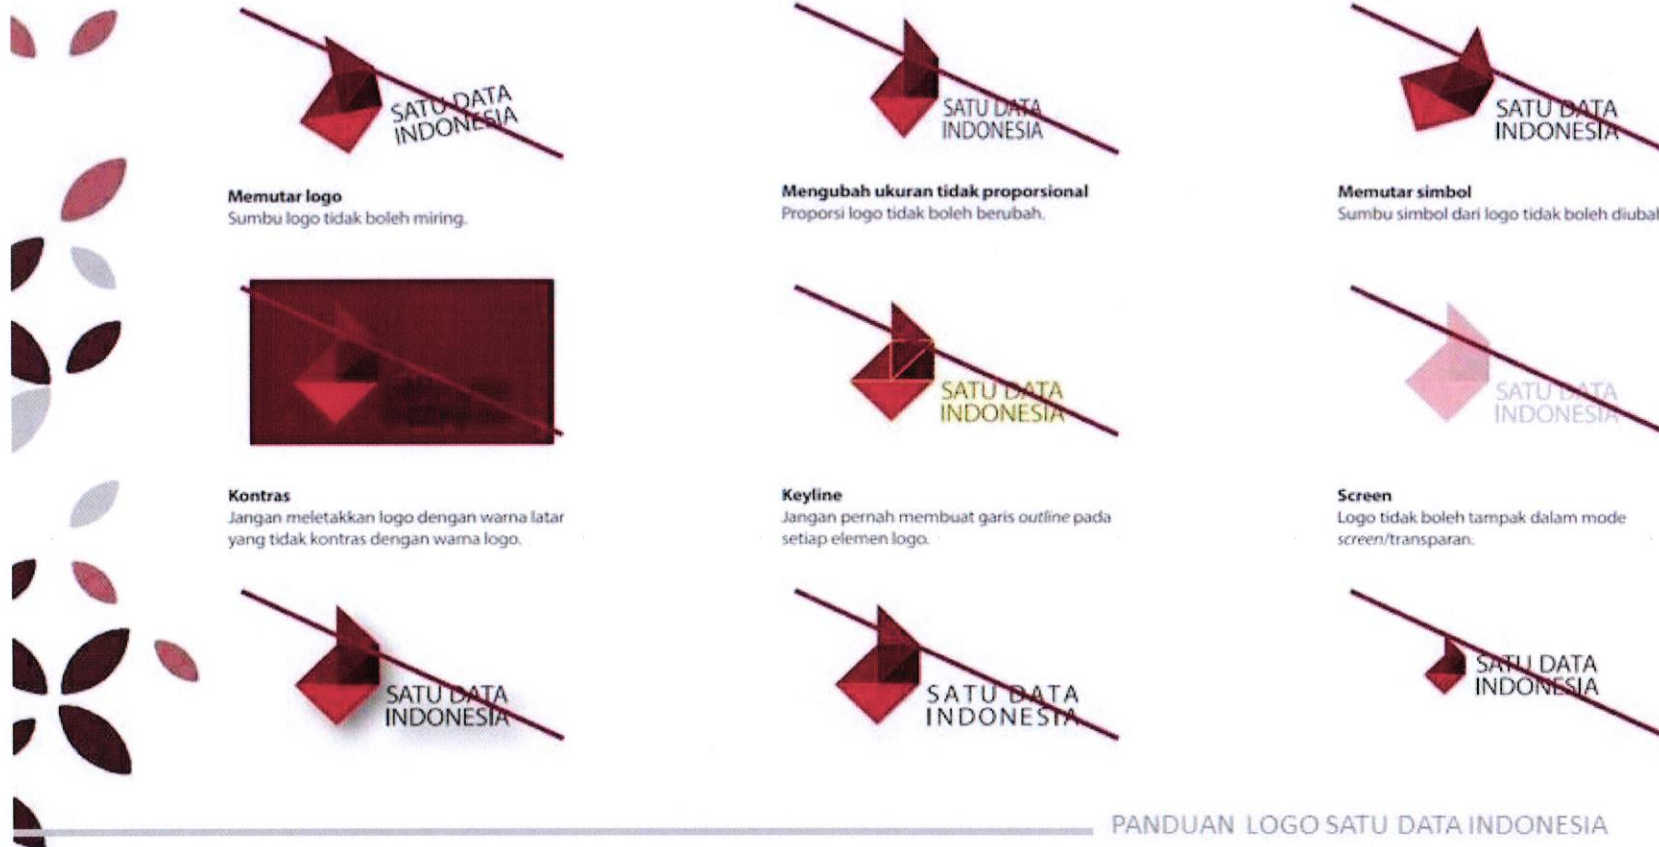 SATU DATA
INDONESIA
Memutar logo
Sumbu logo tidak boleh miring.
SATU DATA
INDONESIA
Mengubah ukuran tidak proporsional
Proporsi logo tidak boleh berubah.
SATU DATA
INDONESIA
Memutar simbol
Sumbu simbol dari logo tidak boleh diubah
Kontras
Jangan meletakkan logo dengan warna latar
yang tidak kontras dengan warna logo.
SATU DATA
INDONESIA
Keyline
Jangan pernah membuat garis outline pada
setiap elemen logo.
SATU DATA
INDONESIA
Screen
Logo tidak boleh tampak dalam mode
screen/transparan.
SATU DATA
INDONESIA
SATU DATA
INDONESIA
SATU DATA
INDONESIA
PANDUAN LOGO SATU DATA INDONESIA